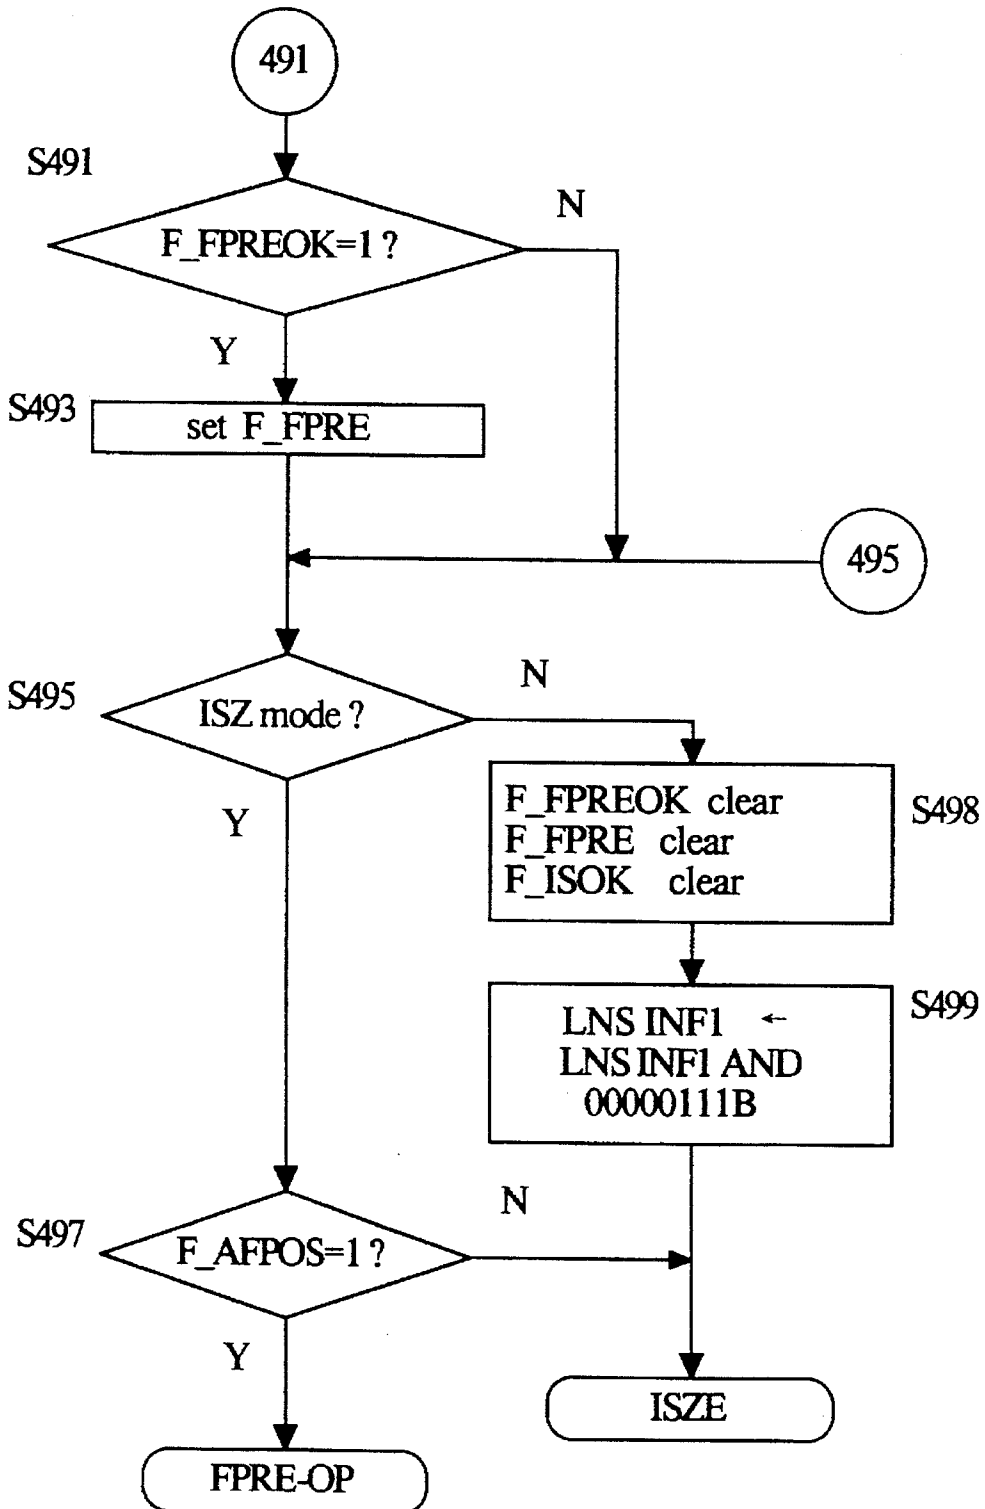 491
S491
N
F_FPREOK=1 ?
Y
S493
set F_FPRE
495
S495
N
ISZ mode ?
Y
F_FPREOK clear
F_FPRE clear
F_ISOK clear
S498
LNS INF1 ←
LNS INF1 AND
00000111B
S499
S497
N
F_AFPOS=1 ?
Y
ISZE
FPRE-OP